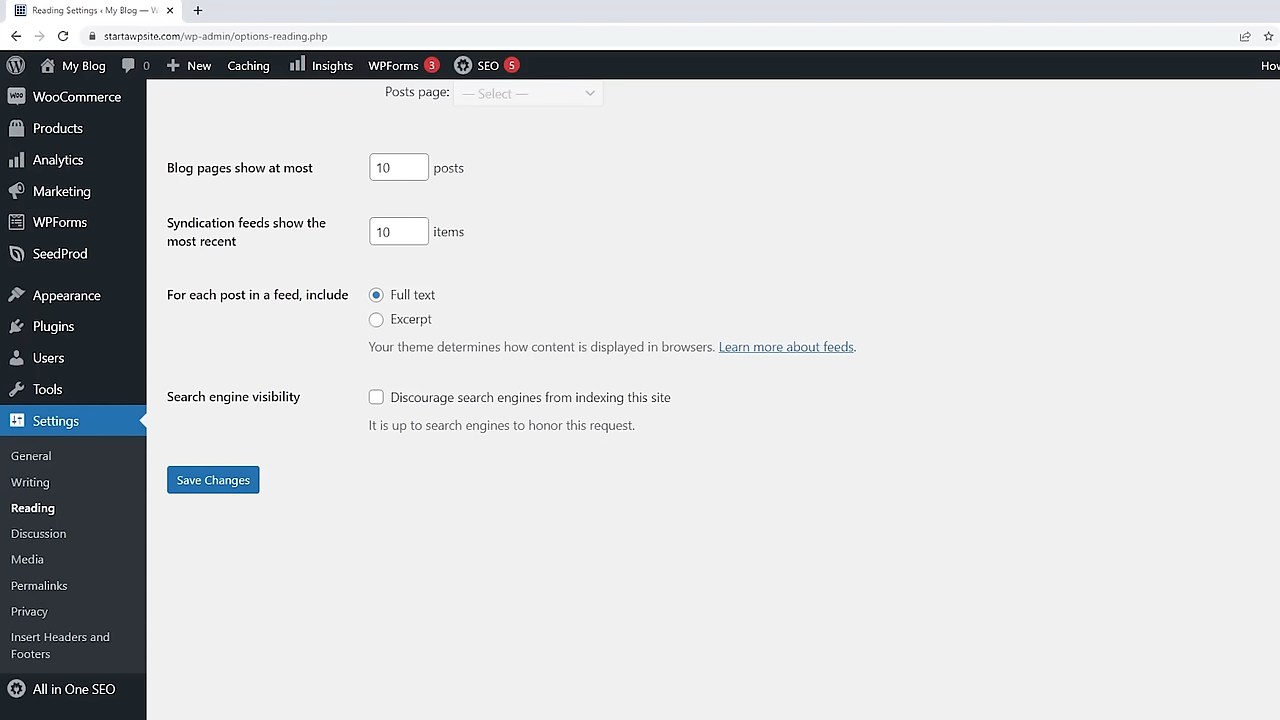 Reading Settings ‹ My Blog — W
startawpsite.com/wp-admin/options-reading.php
My Blog 0 New Caching Insights WPForms 3 SEO 5 How
WooCommerce
Products
Analytics
Marketing
WPForms
SeedProd
Appearance
Plugins
Users
Tools
Settings
General
Writing
Reading
Discussion
Media
Permalinks
Privacy
Insert Headers and
Footers
All in One SEO
Posts page: — Select —
Blog pages show at most 10 posts
Syndication feeds show the
most recent
10 items
For each post in a feed, include Full text
Excerpt
Your theme determines how content is displayed in browsers. Learn more about feeds.
Search engine visibility Discourage search engines from indexing this site
It is up to search engines to honor this request.
Save Changes